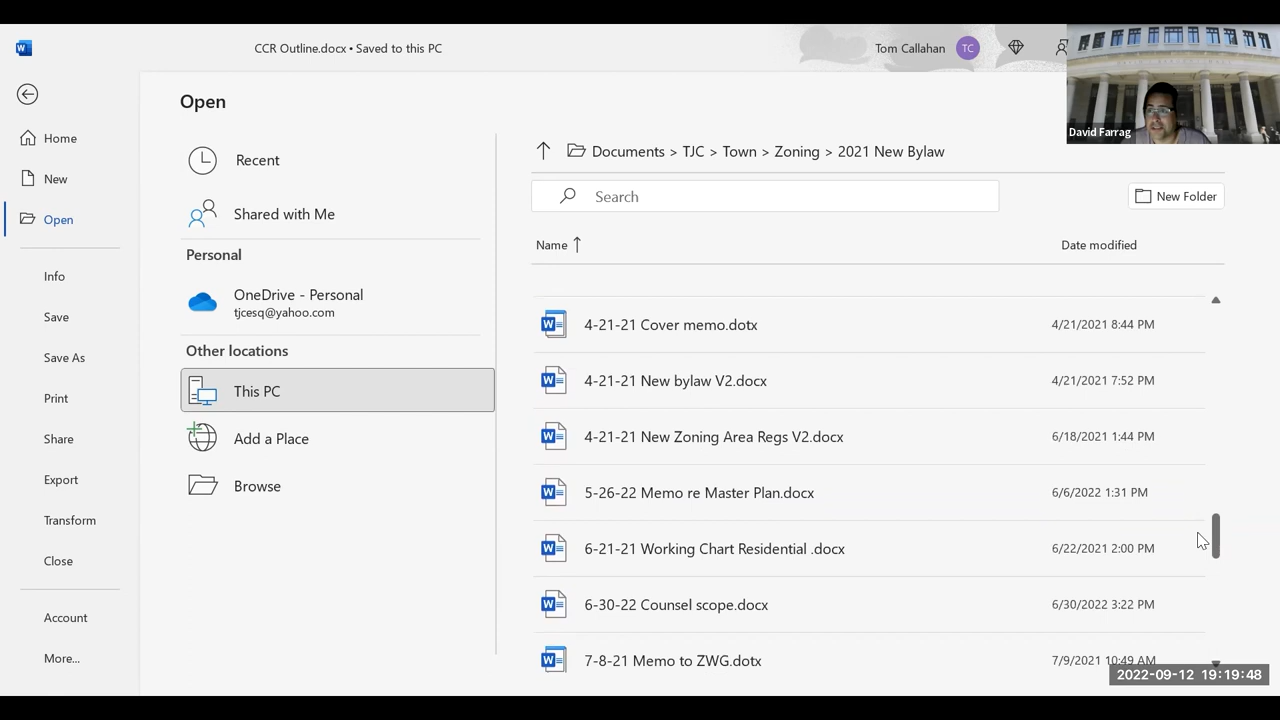 CCR Outline.docx • Saved to this PC
Tom Callahan
TC
David Farrag
Home
New
Open
Info
Save
Save As
Print
Share
Export
Transform
Close
Account
More...
Open
Recent
Shared with Me
Personal
OneDrive - Personal
tjcesq@yahoo.com
Other locations
This PC
Add a Place
Browse
Documents > TJC > Town > Zoning > 2021 New Bylaw
Search
New Folder
Name
Date modified
4-21-21 Cover memo.dotx 4/21/2021 8:44 PM
4-21-21 New bylaw V2.docx 4/21/2021 7:52 PM
4-21-21 New Zoning Area Regs V2.docx 6/18/2021 1:44 PM
5-26-22 Memo re Master Plan.docx 6/6/2022 1:31 PM
6-21-21 Working Chart Residential .docx 6/22/2021 2:00 PM
6-30-22 Counsel scope.docx 6/30/2022 3:22 PM
7-8-21 Memo to ZWG.dotx 7/9/2021 10:49 AM
2022-09-12 19:19:48